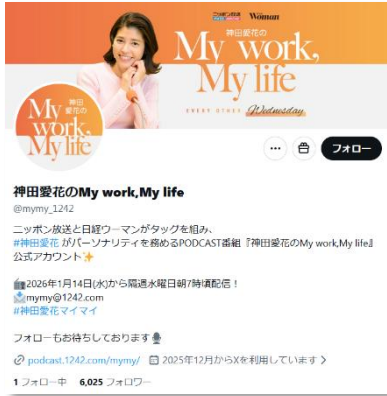 ニッポン放送 Woman
神田愛花の
My work,
My life
EVERY OTHER Wednesday
神田
愛花の
My
work,
My life
フォロー
神田愛花のMy work,My life
@mymy_1242
ニッポン放送と日経ウーマンがタッグを組み、
#神田愛花 がパーソナリティを務めるPODCAST番組『神田愛花のMy work,My life』
公式アカウント✨
📻2026年1月14日(水)から隔週水曜日朝7時頃配信！
📩mymy@1242.com
#神田愛花マイマイ
フォローもお待ちしております🎙️
podcast.1242.com/mymy/ 2025年12月からXを利用しています
1 フォロー中 6,025 フォロワー